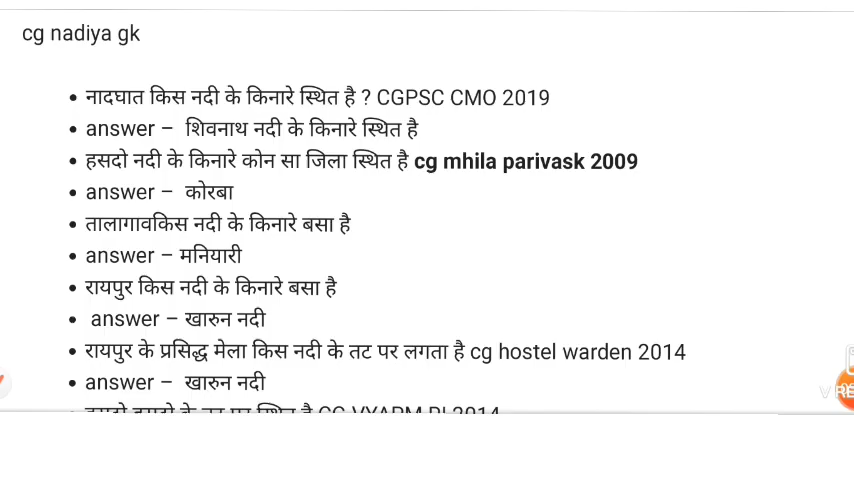 cg nadiya gk
• नादघात किस नदी के किनारे स्थित है ? CGPSC CMO 2019
• answer – शिवनाथ नदी के किनारे स्थित है
• हसदो नदी के किनारे कोन सा जिला स्थित है cg mhila parivask 2009
• answer – कोरबा
• तालागावकिस नदी के किनारे बसा है
• answer – मनियारी
• रायपुर किस नदी के किनारे बसा है
• answer – खारुन नदी
• रायपुर के प्रसिद्ध मेला किस नदी के तट पर लगता है cg hostel warden 2014
• answer – खारुन नदी